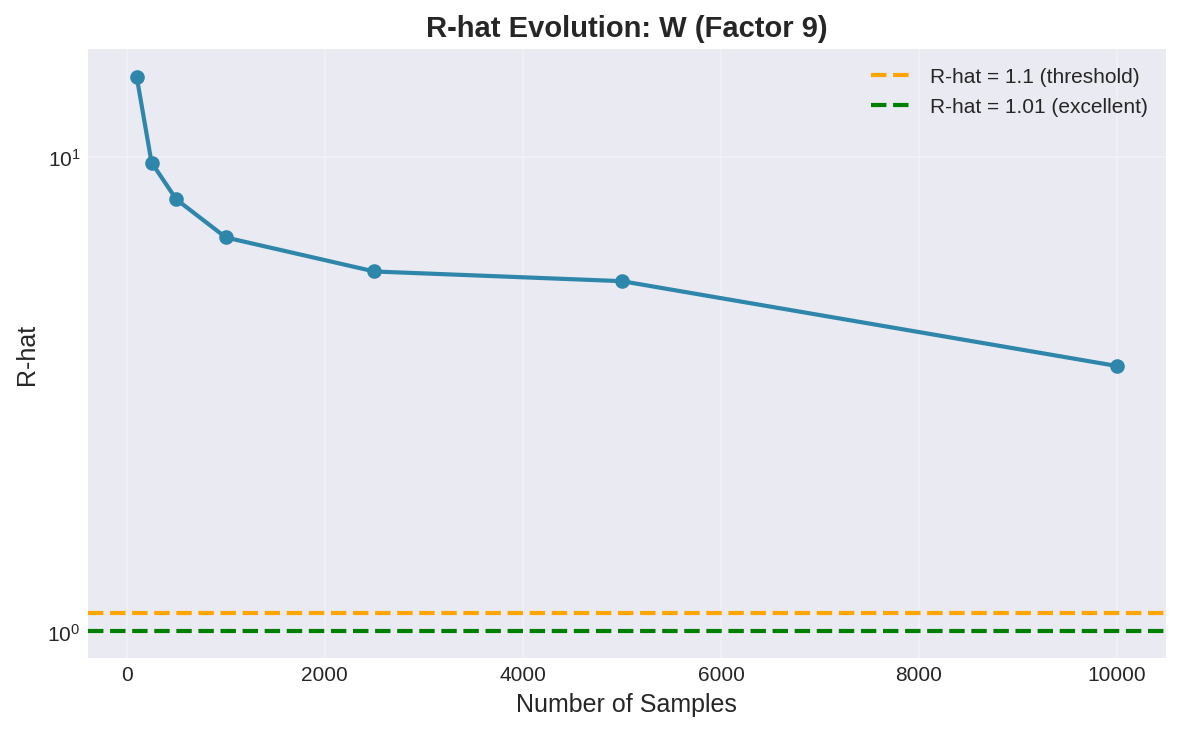 R-hat Evolution: W (Factor 9)
R-hat = 1.1 (threshold)
R-hat = 1.01 (excellent)
10¹
10⁰
R-hat
0 2000 4000 6000 8000 10000
Number of Samples